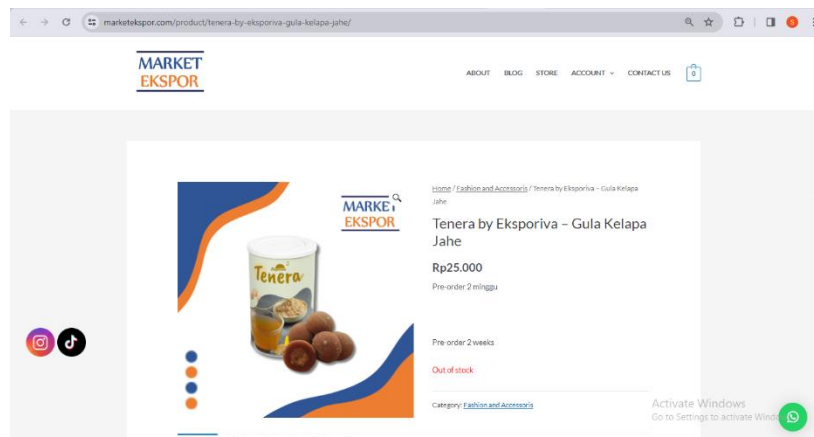 marketekspor.com/product/tenera-by-eksporiva-gula-kelapa-jahe/
MARKET
EKSPOR
ABOUT BLOG STORE ACCOUNT CONTACT US 0
MARKET
EKSPOR
Tenera
Home / Fashion and Accessoris / Tenera by Eksporiva – Gula Kelapa
Jahe
Tenera by Eksporiva – Gula Kelapa
Jahe
Rp25.000
Pre-order 2 minggu
Pre-order 2 weeks
Out of stock
Category: Fashion and Accessoris
Activate Windows
Go to Settings to activate Wind